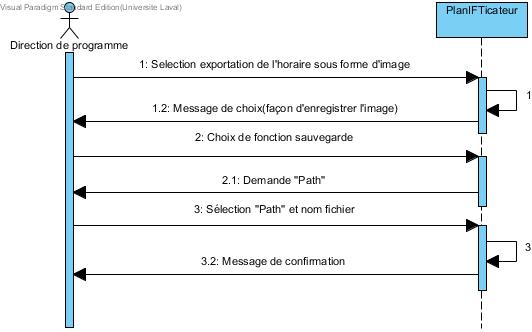 Visual Paradigm Standard Edition(Universite Laval)
PlanIFTicateur
Direction de programme
1: Selection exportation de l'horaire sous forme d'image
1
1.2: Message de choix(façon d'enregistrer l'image)
2: Choix de fonction sauvegarde
2.1: Demande "Path"
3: Sélection "Path" et nom fichier
3
3.2: Message de confirmation